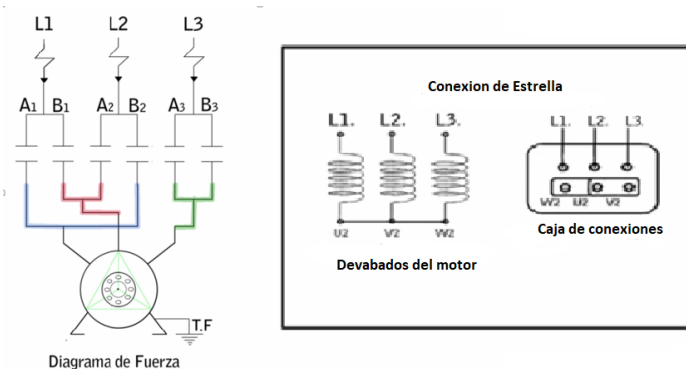 L1 L2 L3
A1 B1 A2 B2 A3 B3
T.F
Diagrama de Fuerza
Conexion de Estrella
L1. L2. L3.
U2 V2 W2
Devabados del motor
L1. L2. L3.
W2 U2 V2
Caja de conexiones